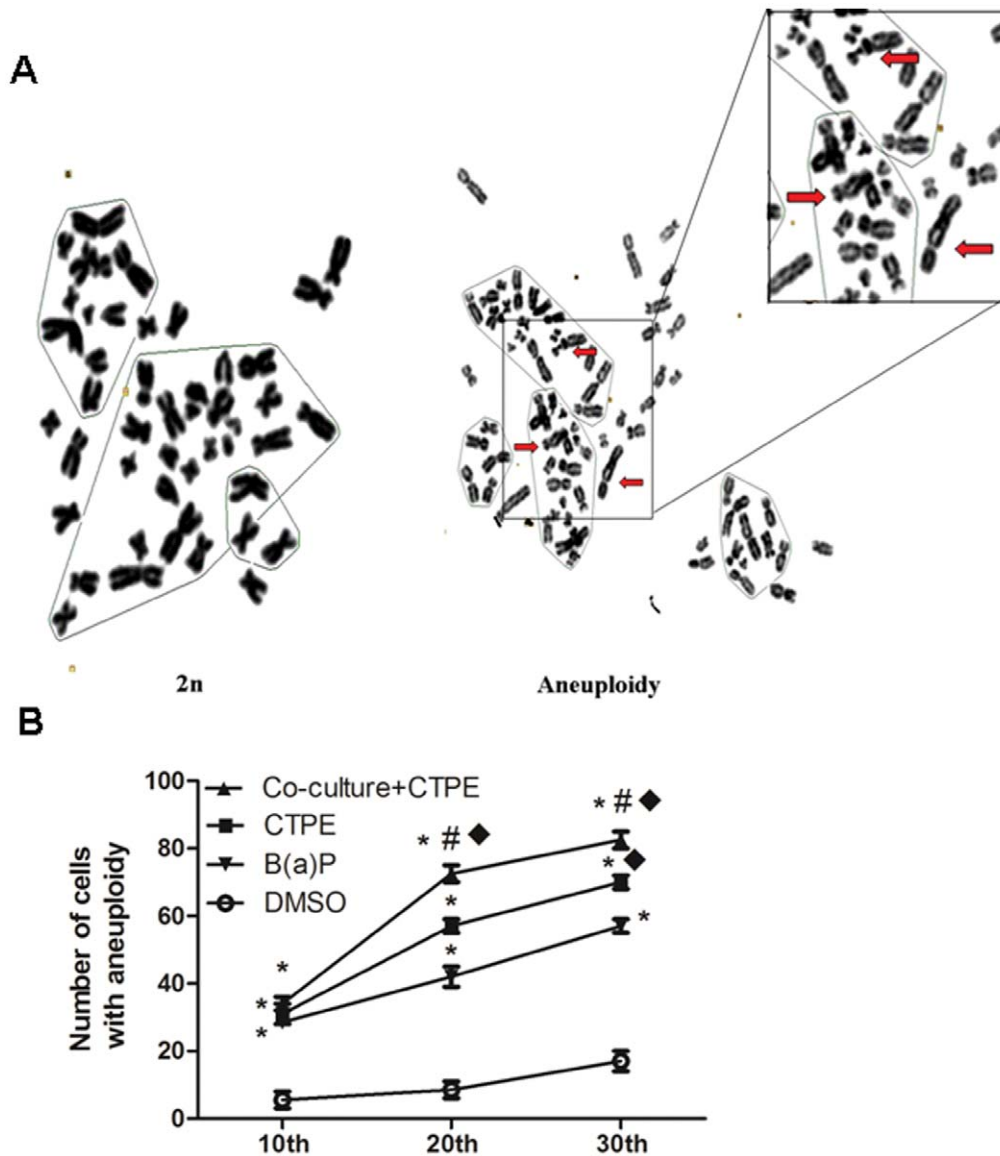 A
2n
Aneuploidy
B
Number of cells
with aneuploidy
100
80
60
40
20
0
Co-culture+CTPE
CTPE
B(a)P
DMSO
* # ◆
* # ◆
* ◆
*
*
*
*
*
*
10th
20th
30th